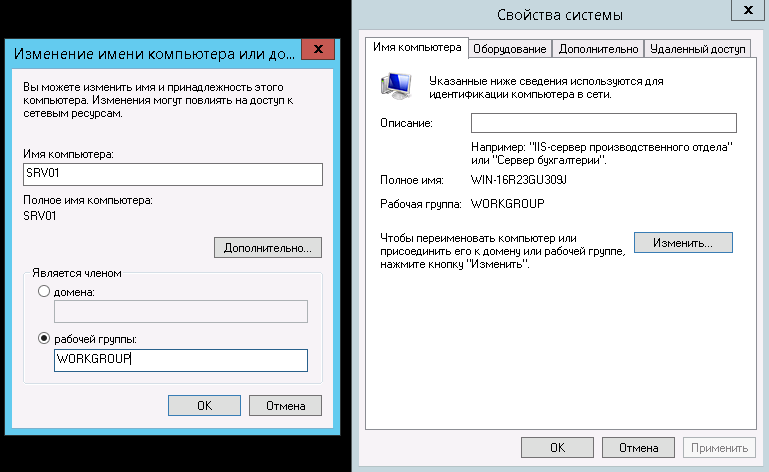 Изменение имени компьютера или до...
x
Вы можете изменить имя и принадлежность этого
компьютера. Изменения могут повлиять на доступ к
сетевым ресурсам.
Имя компьютера:
SRV01
Полное имя компьютера:
SRV01
Дополнительно...
Является членом
домена:
рабочей группы:
WORKGROUP
OK
Отмена
Свойства системы
x
Имя компьютера
Оборудование
Дополнительно
Удаленный доступ
Указанные ниже сведения используются для
идентификации компьютера в сети.
Описание:
Например: "IIS-сервер производственного отдела"
или "Сервер бухгалтерии".
Полное имя:
WIN-16R23GU309J
Рабочая группа:
WORKGROUP
Чтобы переименовать компьютер или
присоединить его к домену или рабочей группе,
нажмите кнопку "Изменить".
Изменить...
OK
Отмена
Применить